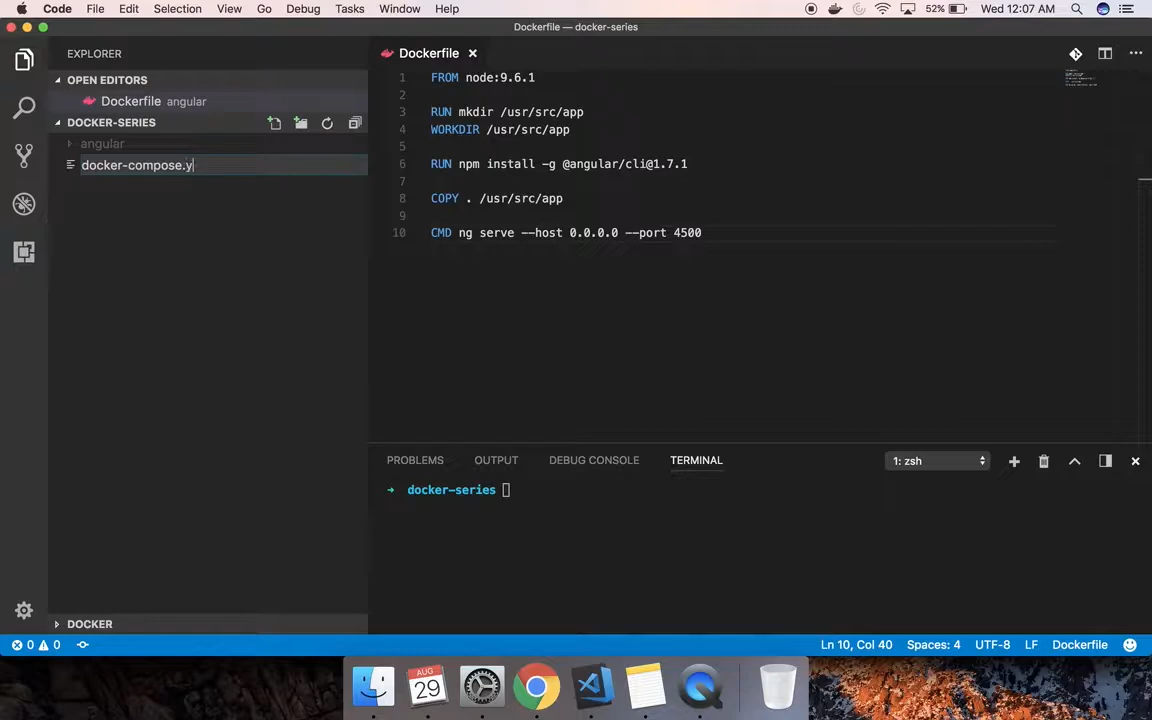 Code File Edit Selection View Go Debug Tasks Window Help 52% Wed 12:07 AM
Dockerfile — docker-series
EXPLORER
OPEN EDITORS
Dockerfile angular
DOCKER-SERIES
angular
docker-compose.y
DOCKER
Dockerfile
1 FROM node:9.6.1
2
3 RUN mkdir /usr/src/app
4 WORKDIR /usr/src/app
5
6 RUN npm install -g @angular/cli@1.7.1
7
8 COPY . /usr/src/app
9
10 CMD ng serve --host 0.0.0.0 --port 4500
PROBLEMS OUTPUT DEBUG CONSOLE TERMINAL 1: zsh
➜ docker-series
0 0 Ln 10, Col 40 Spaces: 4 UTF-8 LF Dockerfile
AUG
29